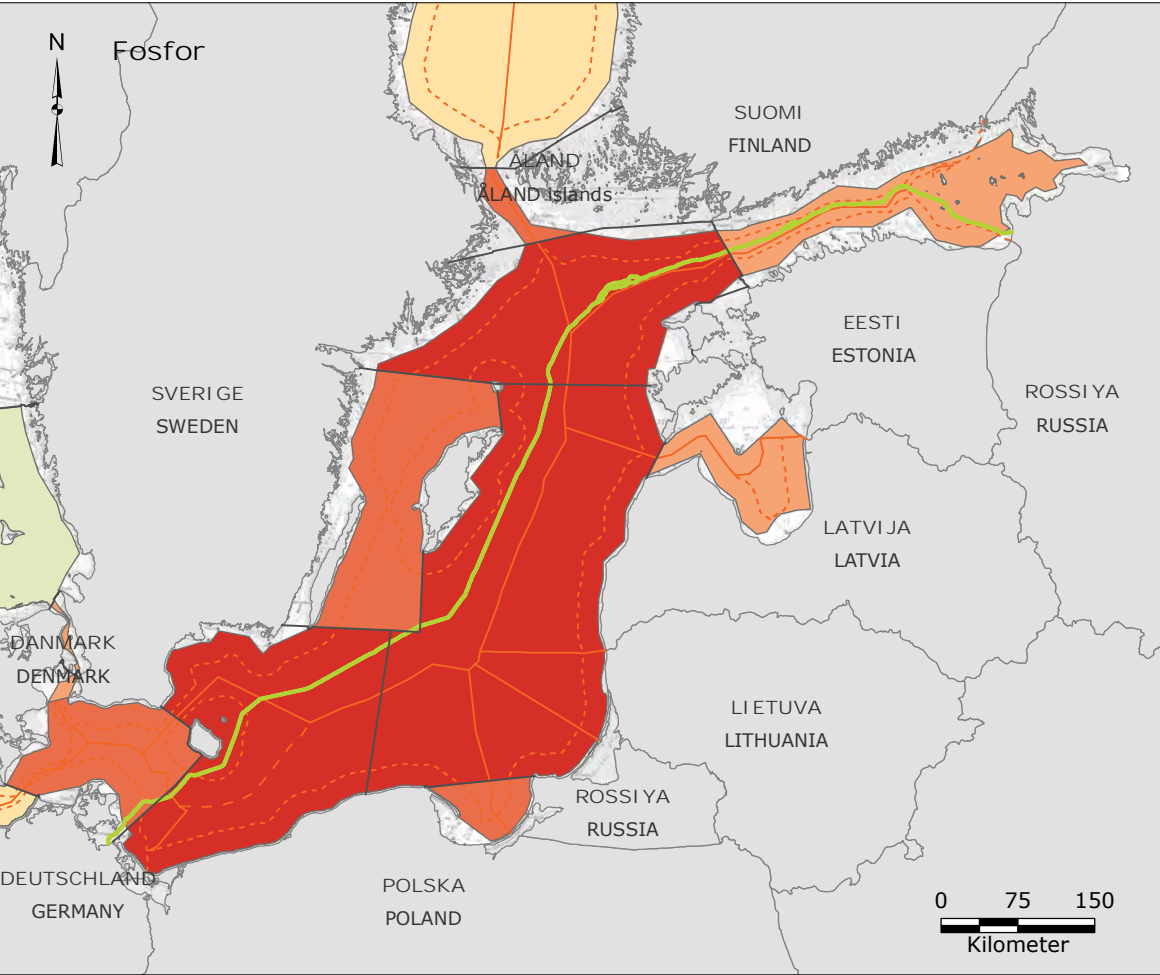 N
Fosfor
SUOMI
FINLAND
ÅLAND
ÅLAND islands
EESTI
ESTONIA
SVERIGE
SWEDEN
ROSSIYA
RUSSIA
LATVIJA
LATVIA
DANMARK
DENMARK
LIETUVA
LITHUANIA
ROSSIYA
RUSSIA
DEUTSCHLAND
GERMANY
POLSKA
POLAND
0 75 150
Kilometer